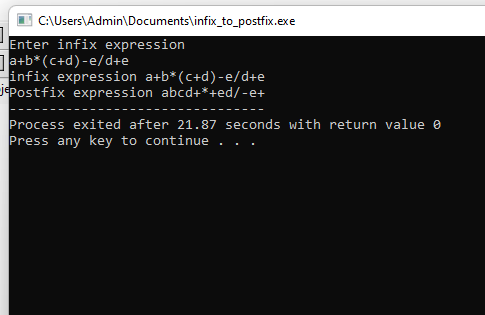 C:\Users\Admin\Documents\infix_to_postfix.exe
Enter infix expression
a+b*(c+d)-e/d+e
infix expression a+b*(c+d)-e/d+e
Postfix expression abcd+*+ed/-e+
--------------------------------
Process exited after 21.87 seconds with return value 0
Press any key to continue . . .